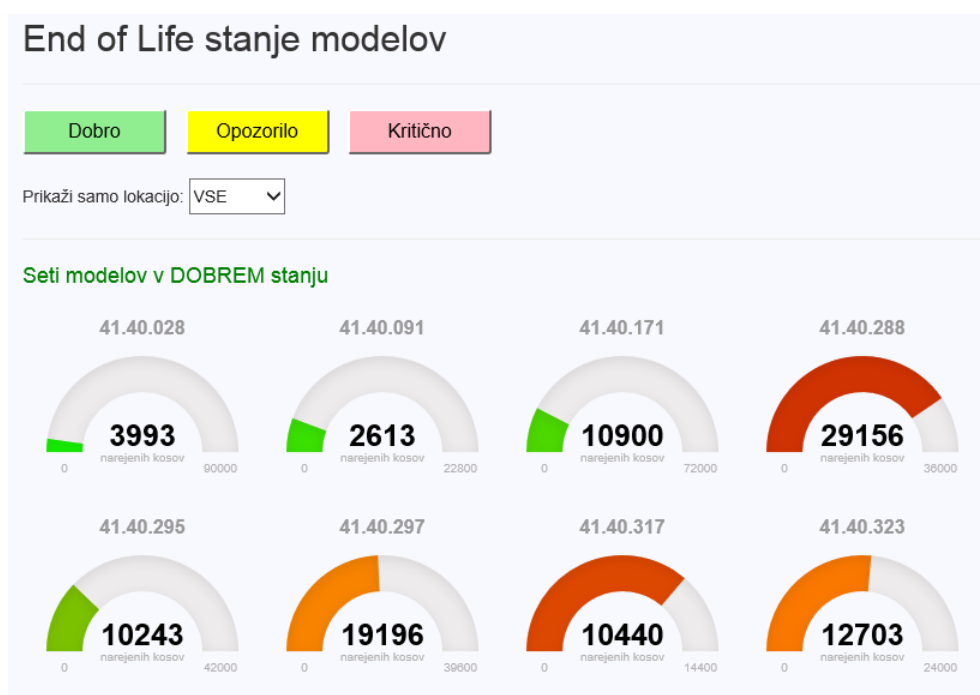 End of Life stanje modelov
Dobro Opozorilo Kritično
Prikaži samo lokacijo: VSE
Seti modelov v DOBREM stanju
41.40.028 41.40.091 41.40.171 41.40.288
3993 2613 10900 29156
narejenih kosov narejenih kosov narejenih kosov narejenih kosov
0 90000 0 22800 0 72000 0 36000
41.40.295 41.40.297 41.40.317 41.40.323
10243 19196 10440 12703
narejenih kosov narejenih kosov narejenih kosov narejenih kosov
0 42000 0 39600 0 14400 0 24000